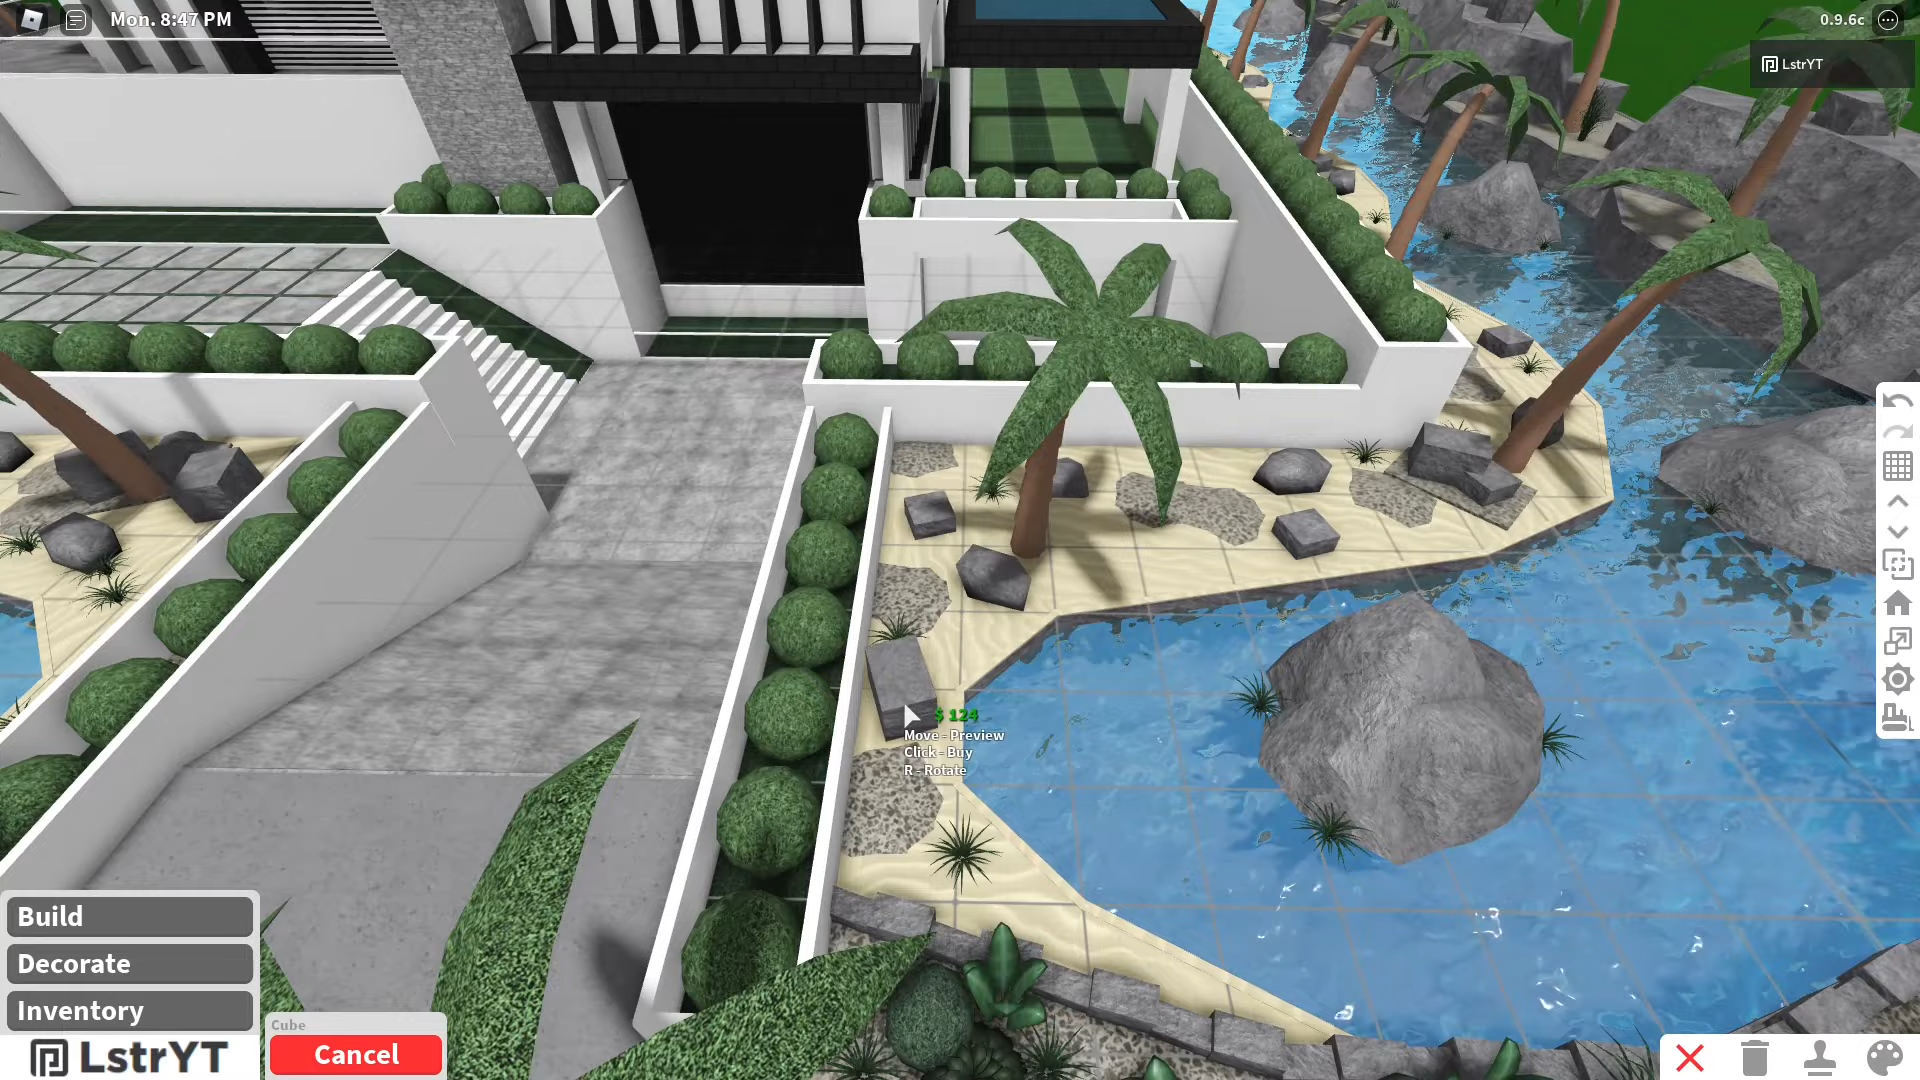 Mon. 8:47 PM
0.9.6c
LstrYT
$ 124
Move - Preview
Click - Buy
R - Rotate
Build
Decorate
Inventory
LstrYT
Cube
Cancel